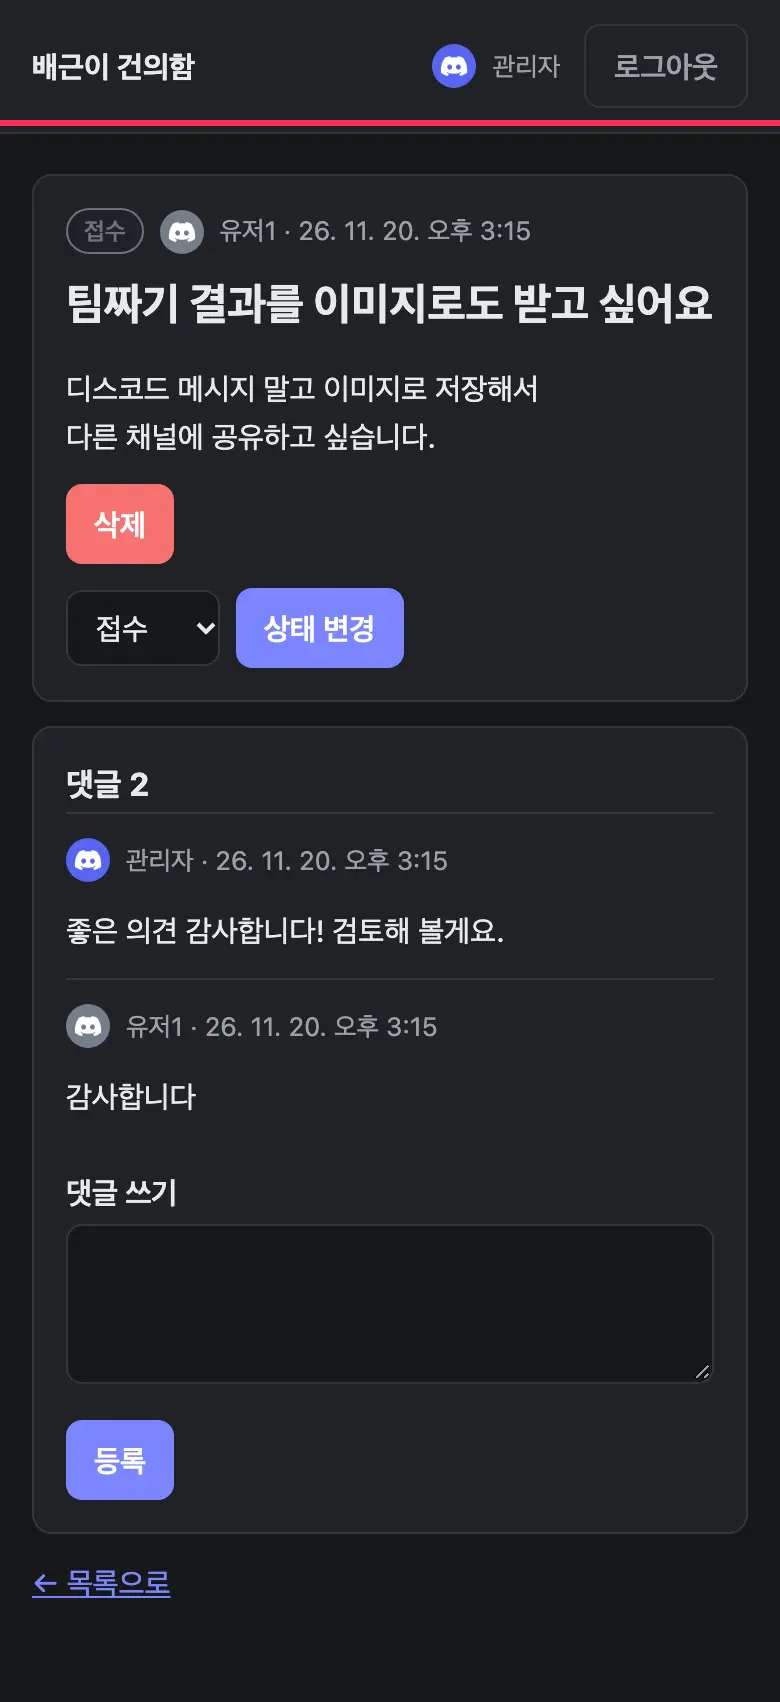 배근이 건의함
관리자
로그아웃
접수
유저1 · 26. 11. 20. 오후 3:15
팀짜기 결과를 이미지로도 받고 싶어요
디스코드 메시지 말고 이미지로 저장해서
다른 채널에 공유하고 싶습니다.
삭제
접수
상태 변경
댓글 2
관리자 · 26. 11. 20. 오후 3:15
좋은 의견 감사합니다! 검토해 볼게요.
유저1 · 26. 11. 20. 오후 3:15
감사합니다
댓글 쓰기
등록
← 목록으로